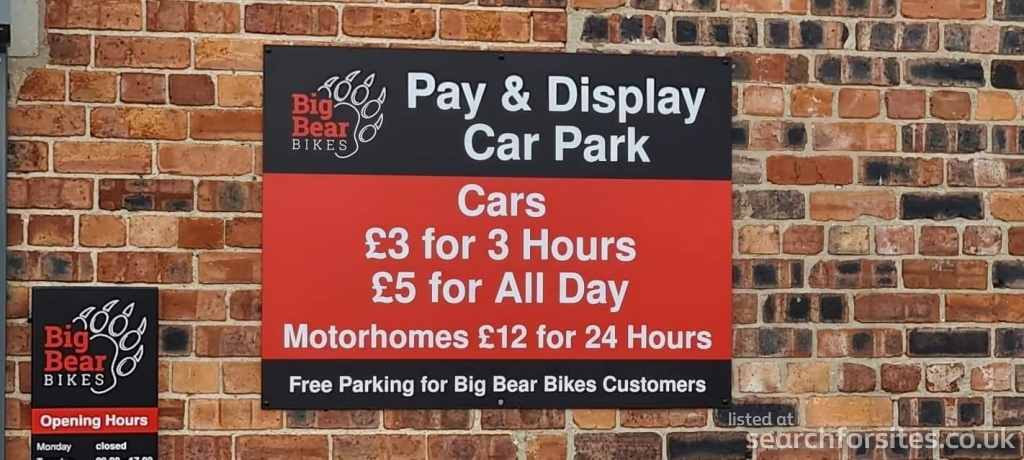 Big
Bear
BIKES
Pay & Display
Car Park
Cars
£3 for 3 Hours
£5 for All Day
Motorhomes £12 for 24 Hours
Free Parking for Big Bear Bikes Customers
Big
Bear
BIKES
Opening Hours
Monday closed
listed at
searchforsites.co.uk